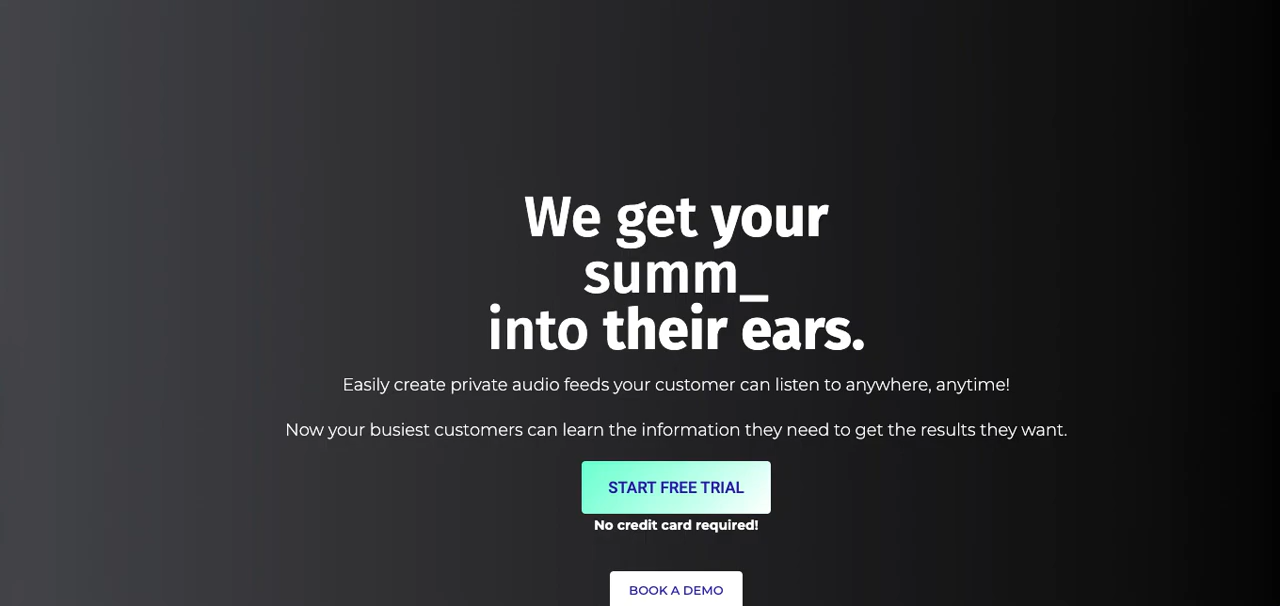 We get your
summ_
into their ears.
Easily create private audio feeds your customer can listen to anywhere, anytime!
Now your busiest customers can learn the information they need to get the results they want.
START FREE TRIAL
No credit card required!
BOOK A DEMO